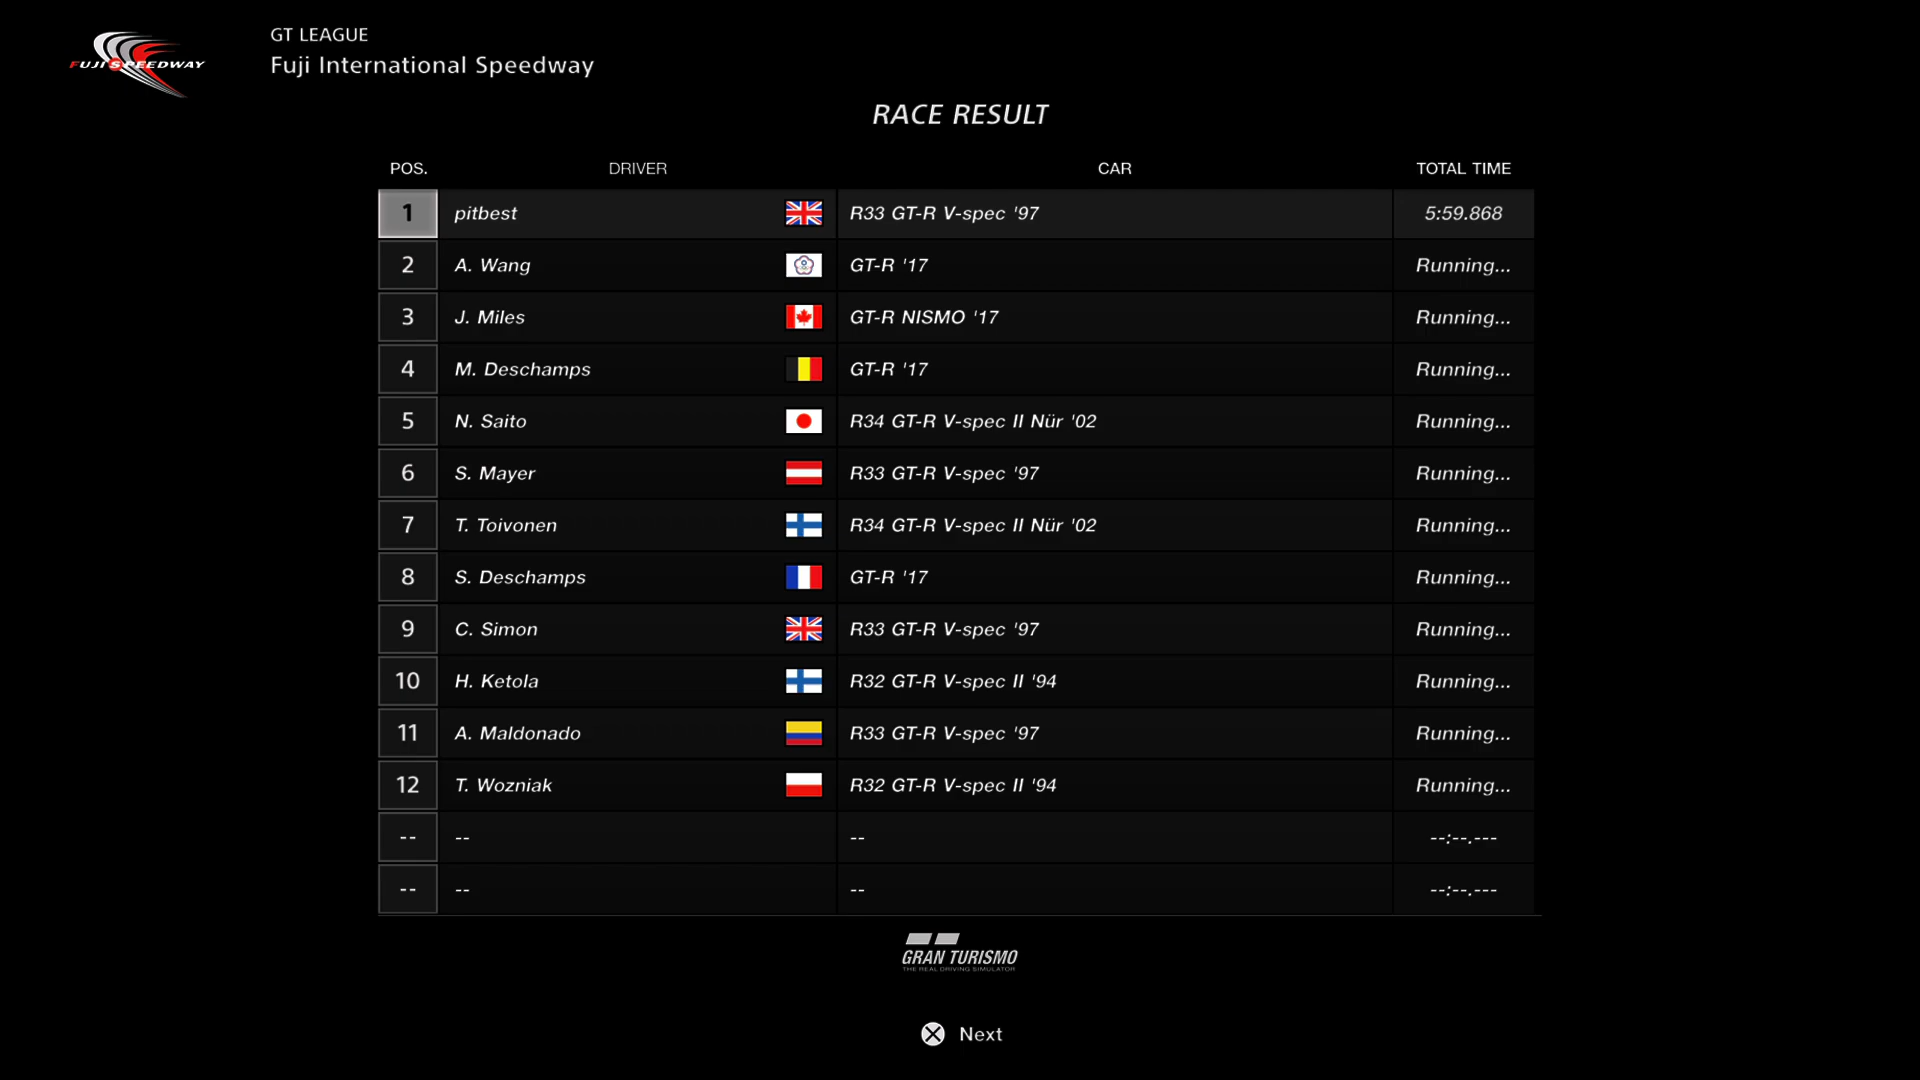 FUJI SPEEDWAY
GT LEAGUE
Fuji International Speedway
RACE RESULT
POS. DRIVER CAR TOTAL TIME
1 pitbest R33 GT-R V-spec '97 5:59.868
2 A. Wang GT-R '17 Running...
3 J. Miles GT-R NISMO '17 Running...
4 M. Deschamps GT-R '17 Running...
5 N. Saito R34 GT-R V-spec II Nür '02 Running...
6 S. Mayer R33 GT-R V-spec '97 Running...
7 T. Toivonen R34 GT-R V-spec II Nür '02 Running...
8 S. Deschamps GT-R '17 Running...
9 C. Simon R33 GT-R V-spec '97 Running...
10 H. Ketola R32 GT-R V-spec II '94 Running...
11 A. Maldonado R33 GT-R V-spec '97 Running...
12 T. Wozniak R32 GT-R V-spec II '94 Running...
-- -- -- --:--.---
-- -- -- --:--.---
GRAN TURISMO
THE REAL DRIVING SIMULATOR
Next